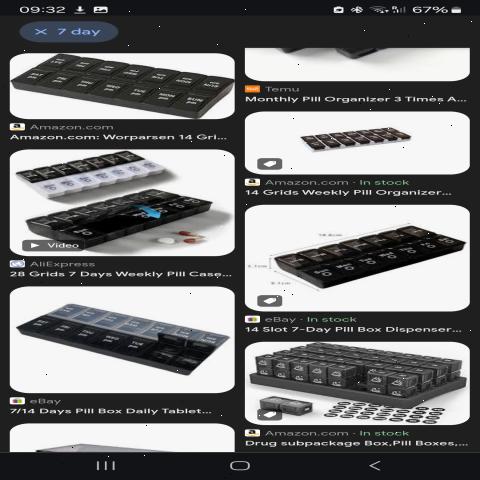 09:32
67%
× 7 day
Amazon.com
Amazon.com: Worparsen 14 Gri...
Video
AliExpress
28 Grids 7 Days Weekly Pill Case...
eBay
7/14 Days Pill Box Daily Tablet...
Temu
Monthly Pill Organizer 3 Times A...
Amazon.com · In stock
14 Grids Weekly Pill Organizer...
eBay · In stock
14 Slot 7-Day Pill Box Dispenser...
Amazon.com · In stock
Drug subpackage Box,Pill Boxes,...